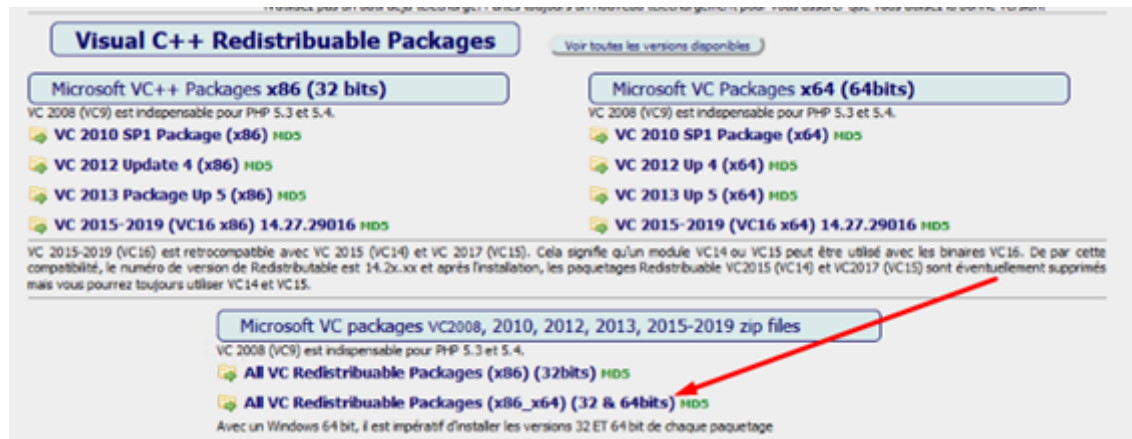 Visual C++ Redistribuable Packages
Voir toutes les versions disponibles
Microsoft VC++ Packages x86 (32 bits)
VC 2008 (VC9) est indispensable pour PHP 5.3 et 5.4.
VC 2010 SP1 Package (x86) MD5
VC 2012 Update 4 (x86) MD5
VC 2013 Package Up 5 (x86) MD5
VC 2015-2019 (VC16 x86) 14.27.29016 MD5
Microsoft VC Packages x64 (64bits)
VC 2008 (VC9) est indispensable pour PHP 5.3 et 5.4.
VC 2010 SP1 Package (x64) MD5
VC 2012 Up 4 (x64) MD5
VC 2013 Up 5 (x64) MD5
VC 2015-2019 (VC16 x64) 14.27.29016 MD5
VC 2015-2019 (VC16) est retrocompatible avec VC 2015 (VC14) et VC 2017 (VC15). Cela signifie qu'un module VC14 ou VC15 peut être utilisé avec les binaires VC16. De par cette
compatibilité, le numéro de version de Redistributable est 14.2x.xx et après l'installation, les paquetages Redistribuable VC2015 (VC14) et VC2017 (VC15) sont éventuellement supprimés
mais vous pourrez toujours utiliser VC14 et VC15.
Microsoft VC packages VC2008, 2010, 2012, 2013, 2015-2019 zip files
VC 2008 (VC9) est indispensable pour PHP 5.3 et 5.4.
All VC Redistribuable Packages (x86) (32bits) MD5
All VC Redistribuable Packages (x86_x64) (32 & 64bits) MD5
Avec un Windows 64 bit, il est impératif d'installer les versions 32 ET 64 bit de chaque paquetage